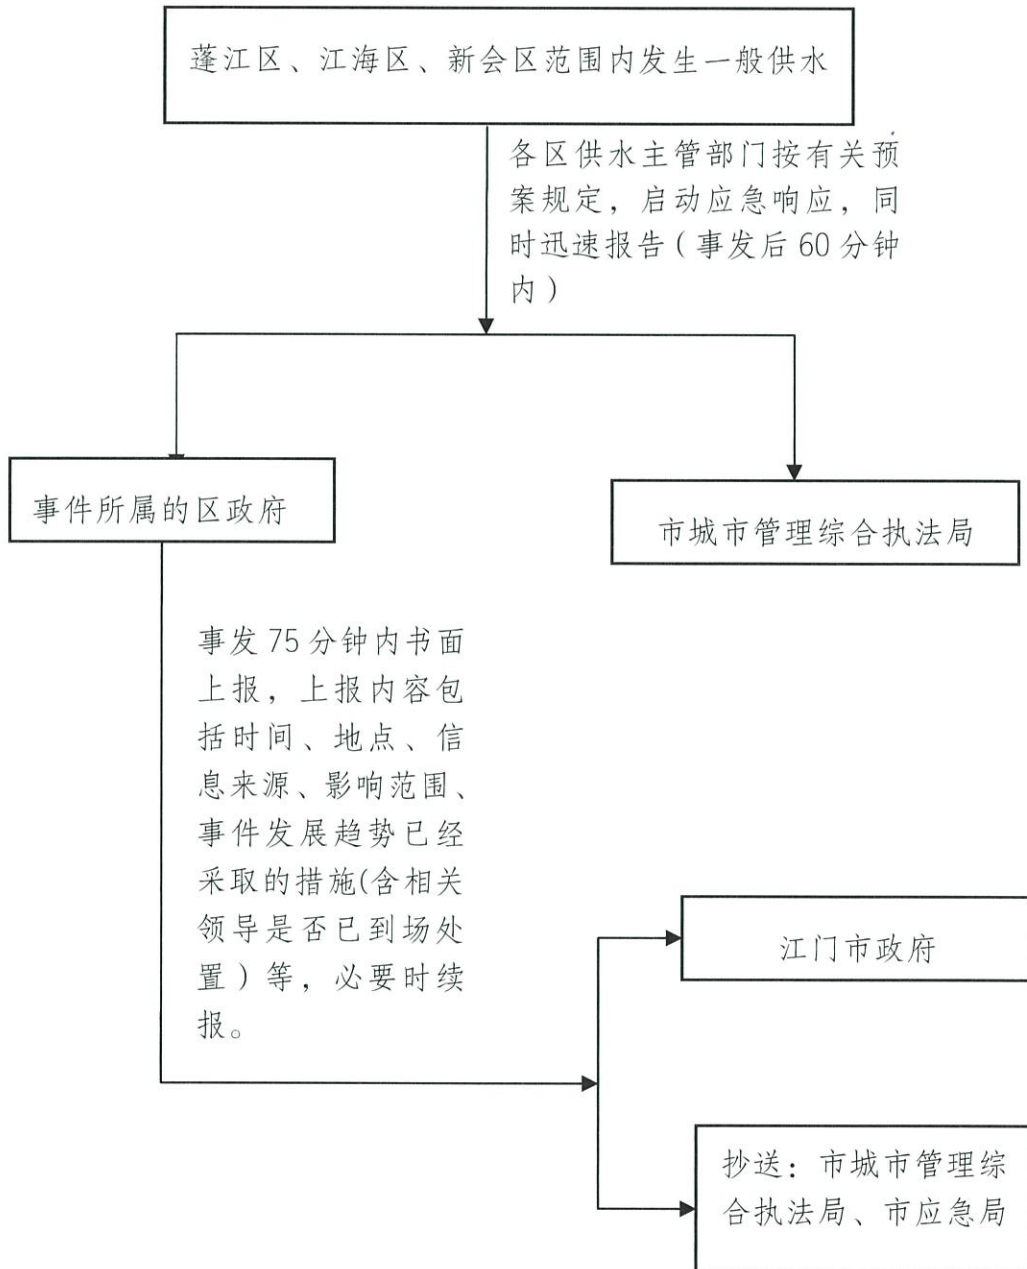 蓬江区、江海区、新会区范围内发生一般供水
各区供水主管部门按有关预
案规定，启动应急响应，同
时迅速报告（事发后60分钟
内）
事件所属的区政府
市城市管理综合执法局
事发75分钟内书面
上报，上报内容包
括时间、地点、信
息来源、影响范围、
事件发展趋势已经
采取的措施(含相关
领导是否已到场处
置）等，必要时续
报。
江门市政府
抄送：市城市管理综
合执法局、市应急局